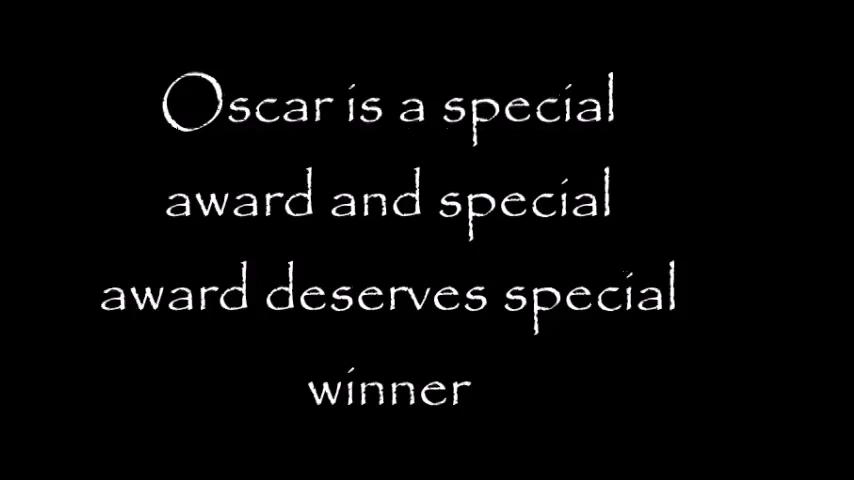 Oscar is a special
award and special
award deserves special
winner